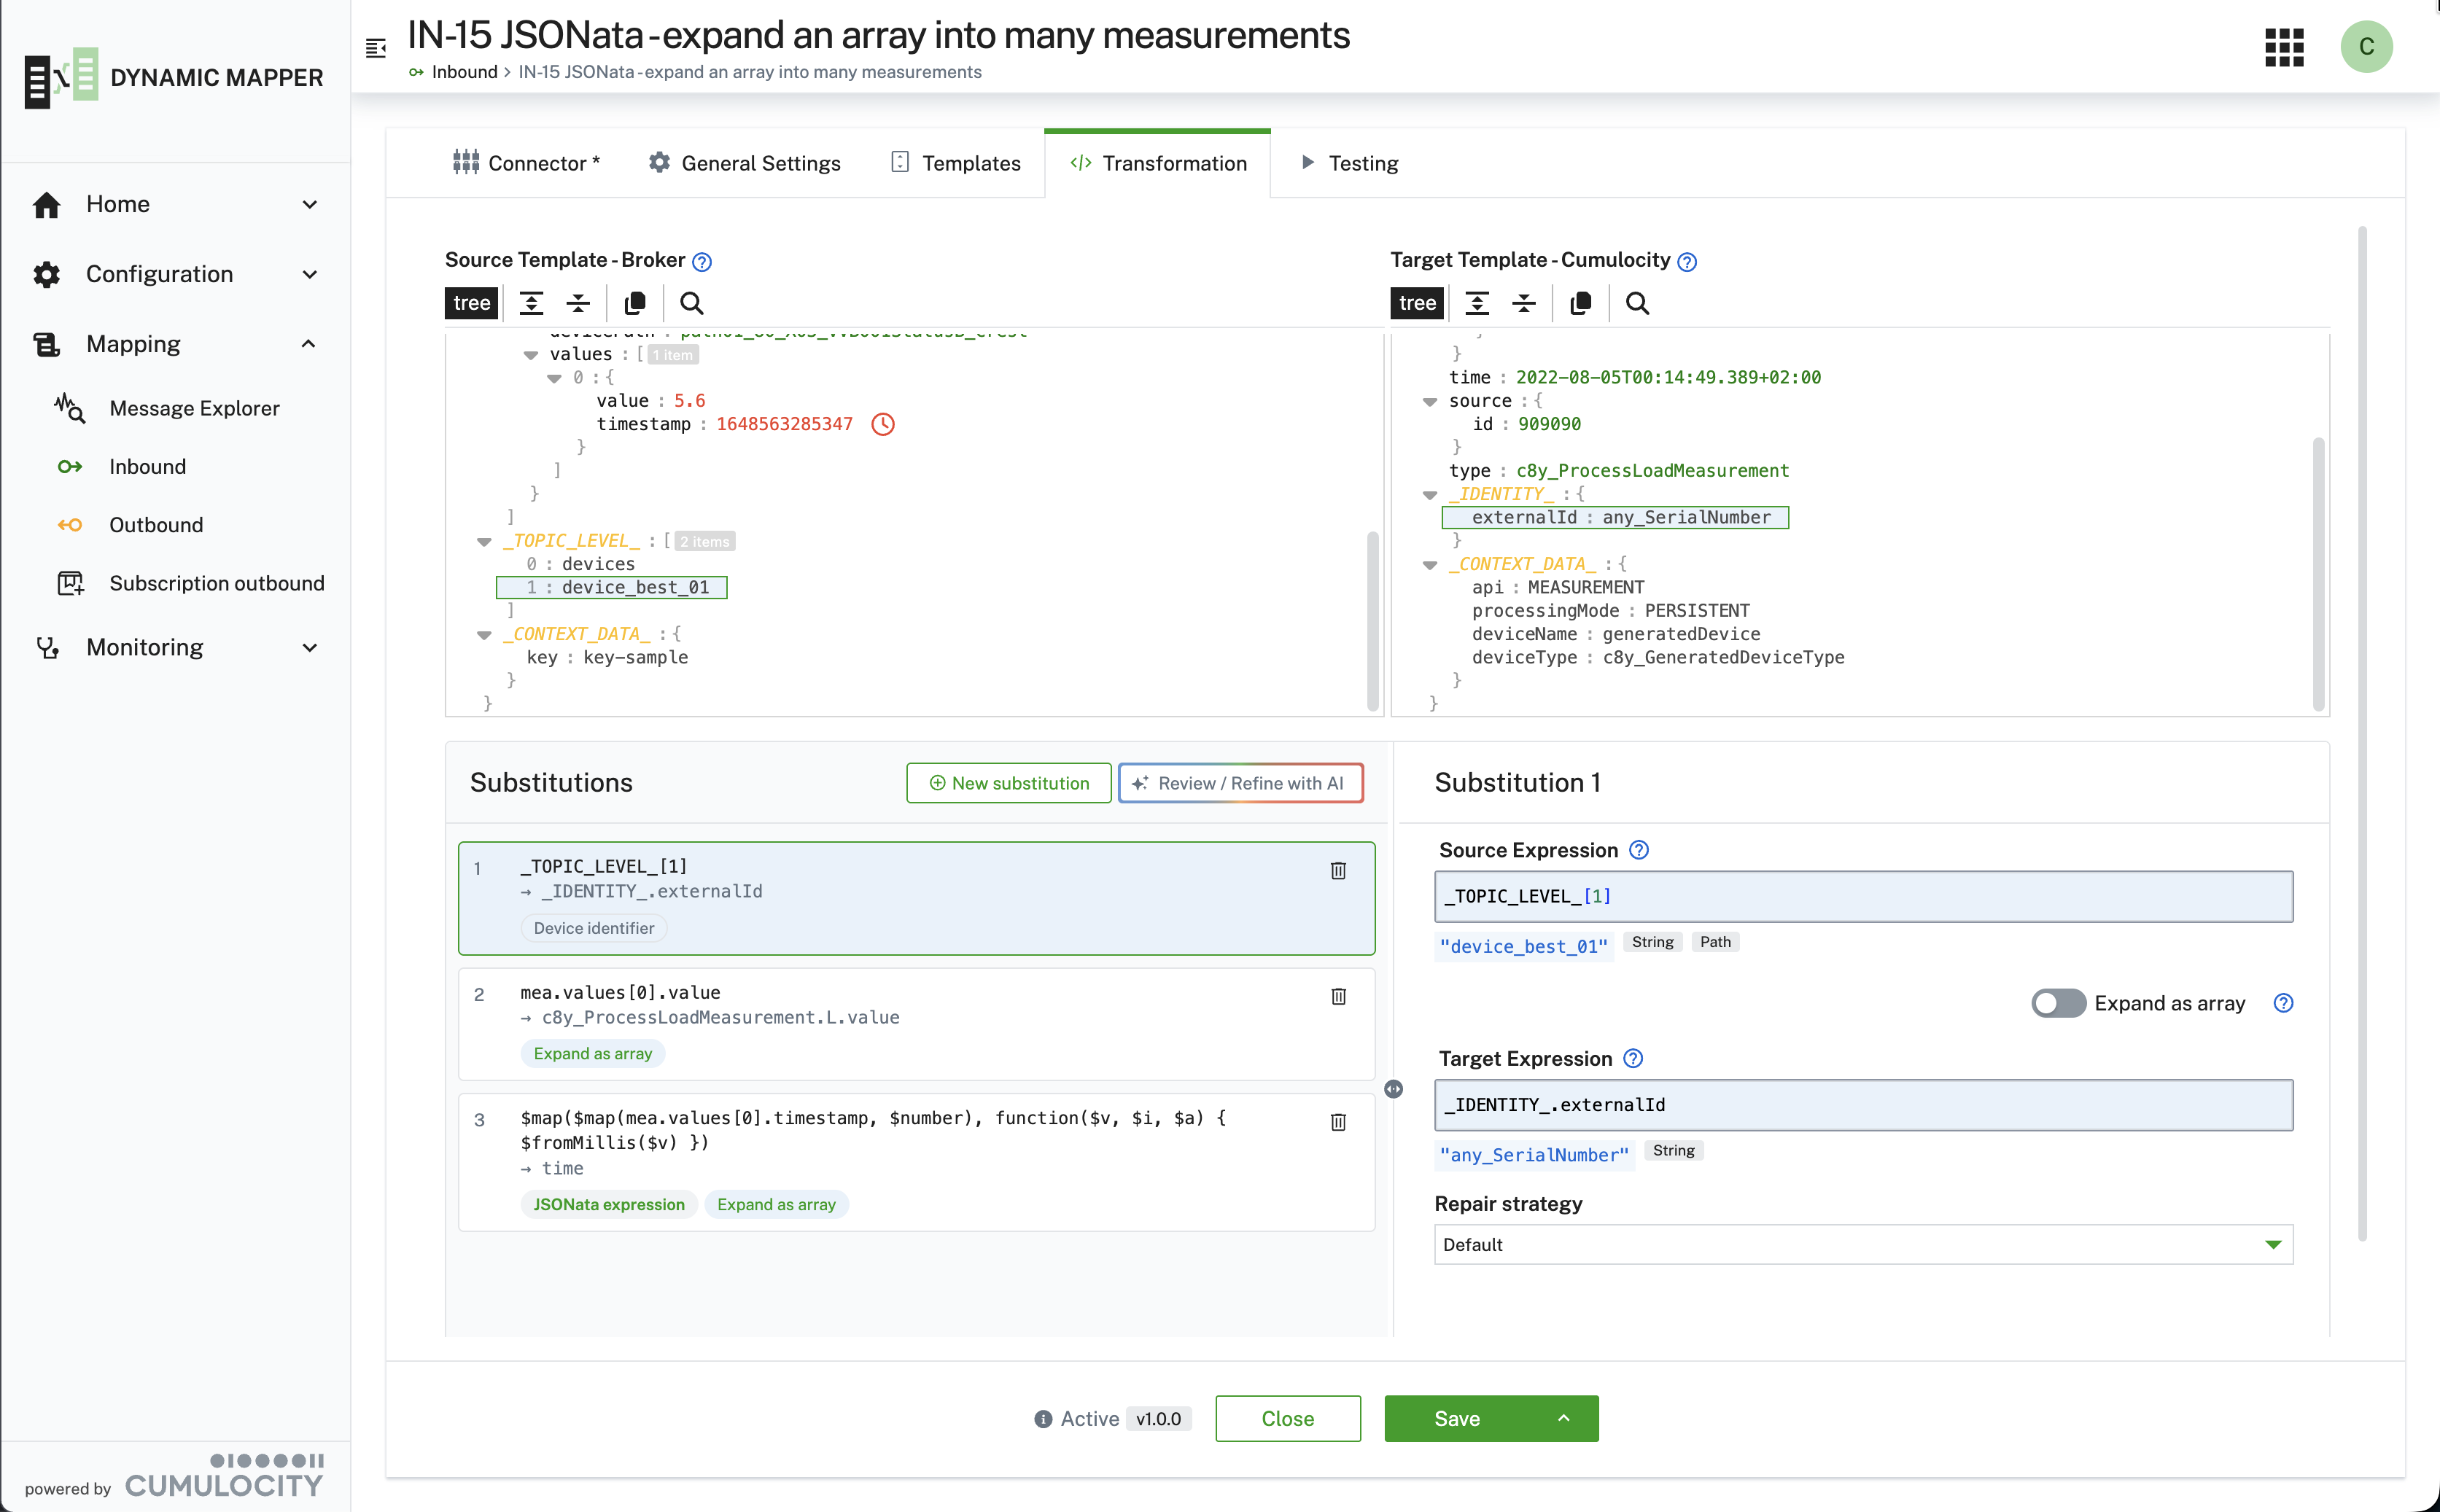 DYNAMIC MAPPER
Home
Configuration
Mapping
Message Explorer
Inbound
Outbound
Subscription outbound
Monitoring
powered by CUMULOCITY
IN-15 JSONata - expand an array into many measurements
Inbound > IN-15 JSONata - expand an array into many measurements
C
Connector *
General Settings
Templates
Transformation
Testing
Source Template - Broker
tree
values : [ 1 item
0 : {
value : 5.6
timestamp : 1648563285347
}
]
}
]
_TOPIC_LEVEL_ : [ 2 items
0 : devices
1 : device_best_01
]
_CONTEXT_DATA_ : {
key : key-sample
}
}
Target Template - Cumulocity
tree
}
time : 2022-08-05T00:14:49.389+02:00
source : {
id : 909090
}
type : c8y_ProcessLoadMeasurement
_IDENTITY_ : {
externalId : any_SerialNumber
}
_CONTEXT_DATA_ : {
api : MEASUREMENT
processingMode : PERSISTENT
deviceName : generatedDevice
deviceType : c8y_GeneratedDeviceType
}
}
Substitutions
New substitution
Review / Refine with AI
1 _TOPIC_LEVEL_[1]
→ _IDENTITY_.externalId
Device identifier
2 mea.values[0].value
→ c8y_ProcessLoadMeasurement.L.value
Expand as array
3 $map($map(mea.values[0].timestamp, $number), function($v, $i, $a) {
$fromMillis($v) })
→ time
JSONata expression Expand as array
Substitution 1
Source Expression
_TOPIC_LEVEL_[1]
"device_best_01" String Path
Expand as array
Target Expression
_IDENTITY_.externalId
"any_SerialNumber" String
Repair strategy
Default
Active v1.0.0
Close
Save